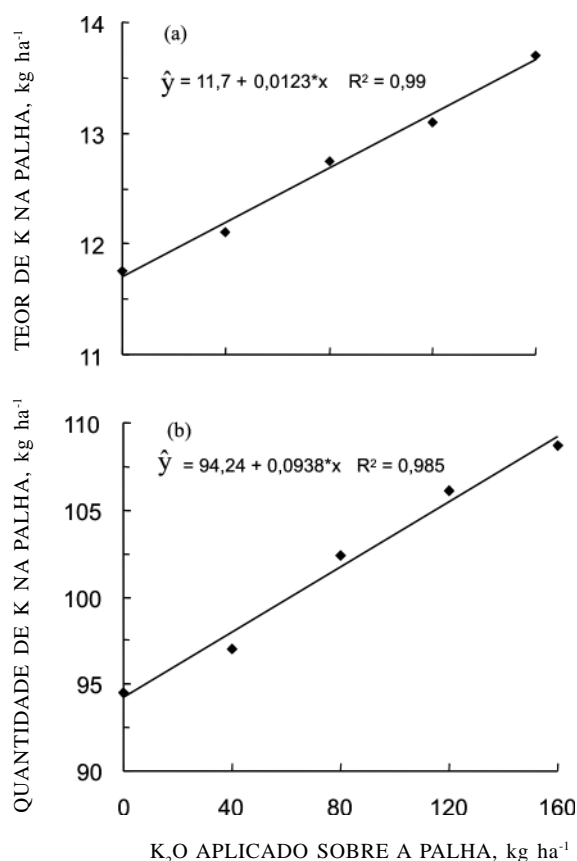 TEOR DE K NA PALHA, kg ha⁻¹
14
(a)
ŷ = 11,7 + 0,0123*x R² = 0,99
13
12
11
QUANTIDADE DE K NA PALHA, kg ha⁻¹
110
(b)
ŷ = 94,24 + 0,0938*x R² = 0,985
105
100
95
90
0 40 80 120 160
K₂O APLICADO SOBRE A PALHA, kg ha⁻¹